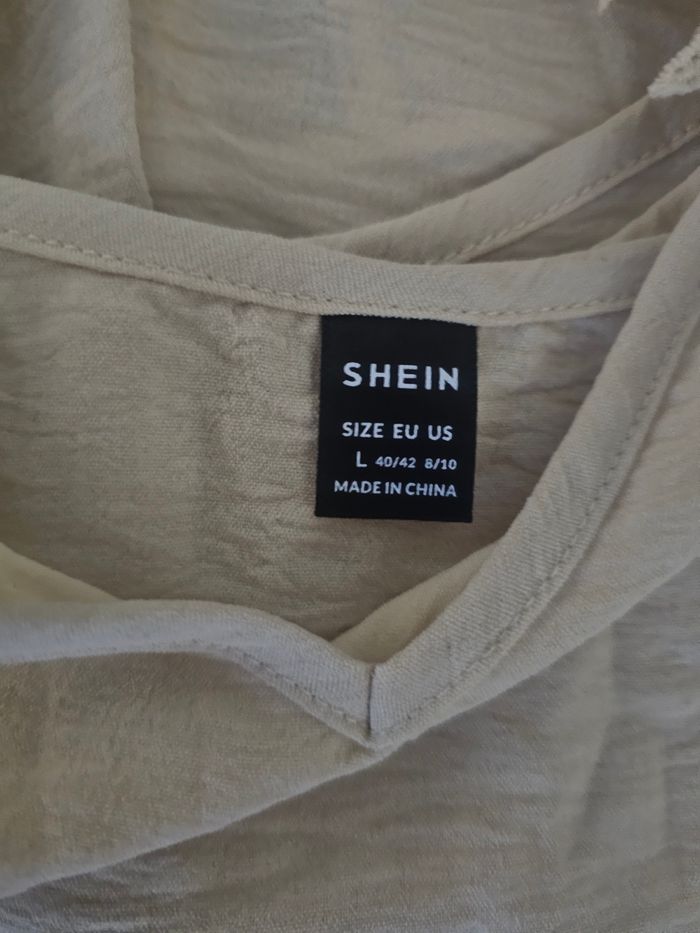 SHEIN
SIZE EU US
L 40/42 8/10
MADE IN CHINA